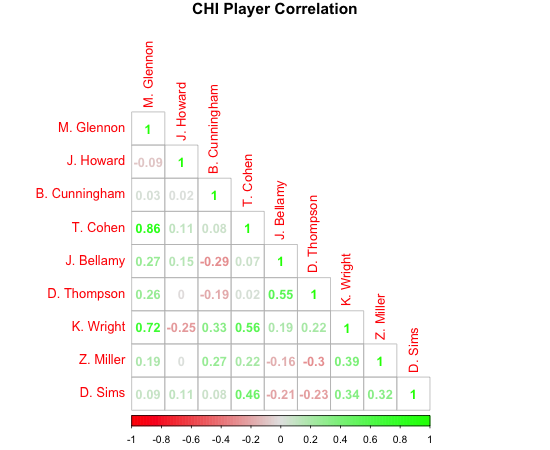 CHI Player Correlation
M. Glennon
J. Howard
B. Cunningham
T. Cohen
J. Bellamy
D. Thompson
K. Wright
Z. Miller
D. Sims
M. Glennon 1
J. Howard -0.09 1
B. Cunningham 0.03 0.02 1
T. Cohen 0.86 0.11 0.08 1
J. Bellamy 0.27 0.15 -0.29 0.07 1
D. Thompson 0.26 0 -0.19 0.02 0.55 1
K. Wright 0.72 -0.25 0.33 0.56 0.19 0.22 1
Z. Miller 0.19 0 0.27 0.22 -0.16 -0.3 0.39 1
D. Sims 0.09 0.11 0.08 0.46 -0.21 -0.23 0.34 0.32 1
-1 -0.8 -0.6 -0.4 -0.2 0 0.2 0.4 0.6 0.8 1